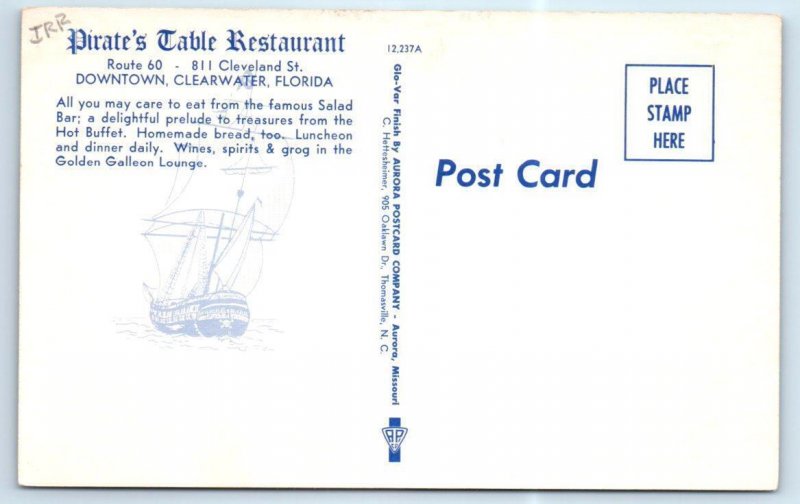 IRR
Pirate's Table Restaurant
Route 60 - 811 Cleveland St.
DOWNTOWN, CLEARWATER, FLORIDA
All you may care to eat from the famous Salad
Bar; a delightful prelude to treasures from the
Hot Buffet. Homemade bread, too. Luncheon
and dinner daily. Wines, spirits & grog in the
Golden Galleon Lounge.
12,237A
Glo-Var Finish By AURORA POSTCARD COMPANY - Aurora, Missouri
C. Hettesheimer, 905 Oaklawn Dr., Thomasville, N. C.
Post Card
PLACE
STAMP
HERE